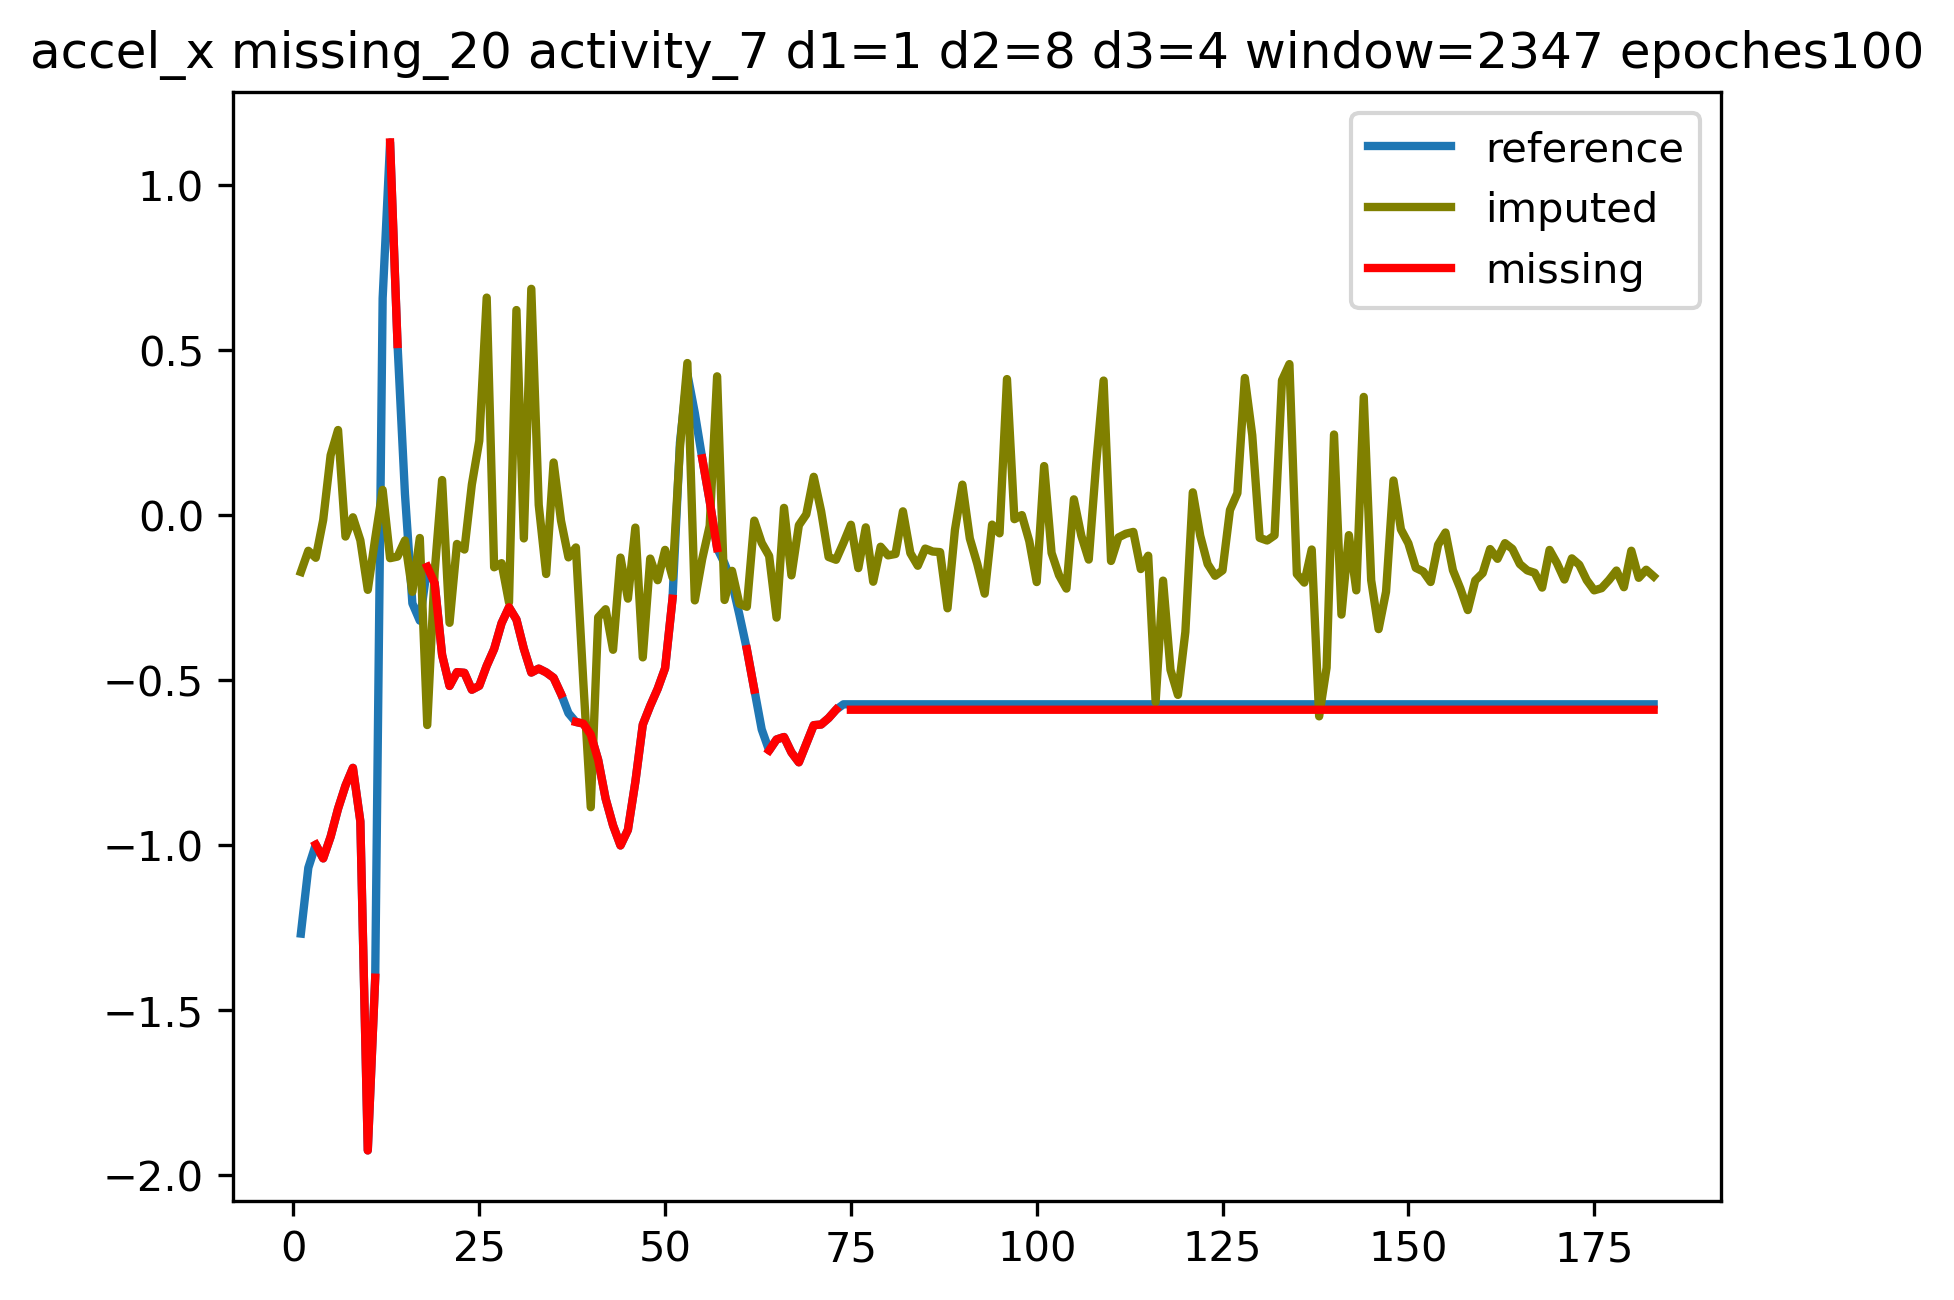 accel_x missing_20 activity_7 d1=1 d2=8 d3=4 window=2347 epoches100
reference
imputed
missing
1.0
0.5
0.0
−0.5
−1.0
−1.5
−2.0
0 25 50 75 100 125 150 175